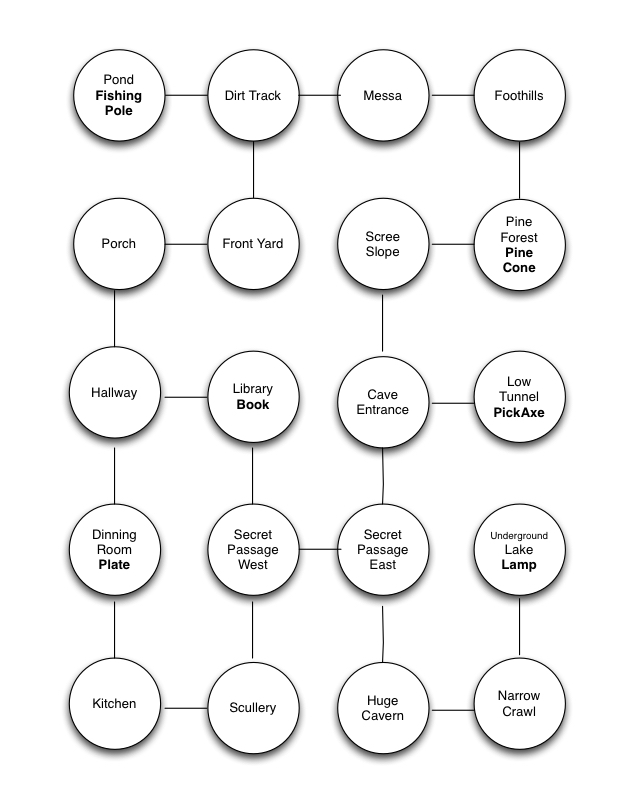 Pond
Fishing
Pole
Dirt Track
Messa
Foothills
Porch
Front Yard
Scree
Slope
Pine
Forest
Pine
Cone
Hallway
Library
Book
Cave
Entrance
Low
Tunnel
PickAxe
Dinning
Room
Plate
Secret
Passage
West
Secret
Passage
East
Underground
Lake
Lamp
Kitchen
Scullery
Huge
Cavern
Narrow
Crawl